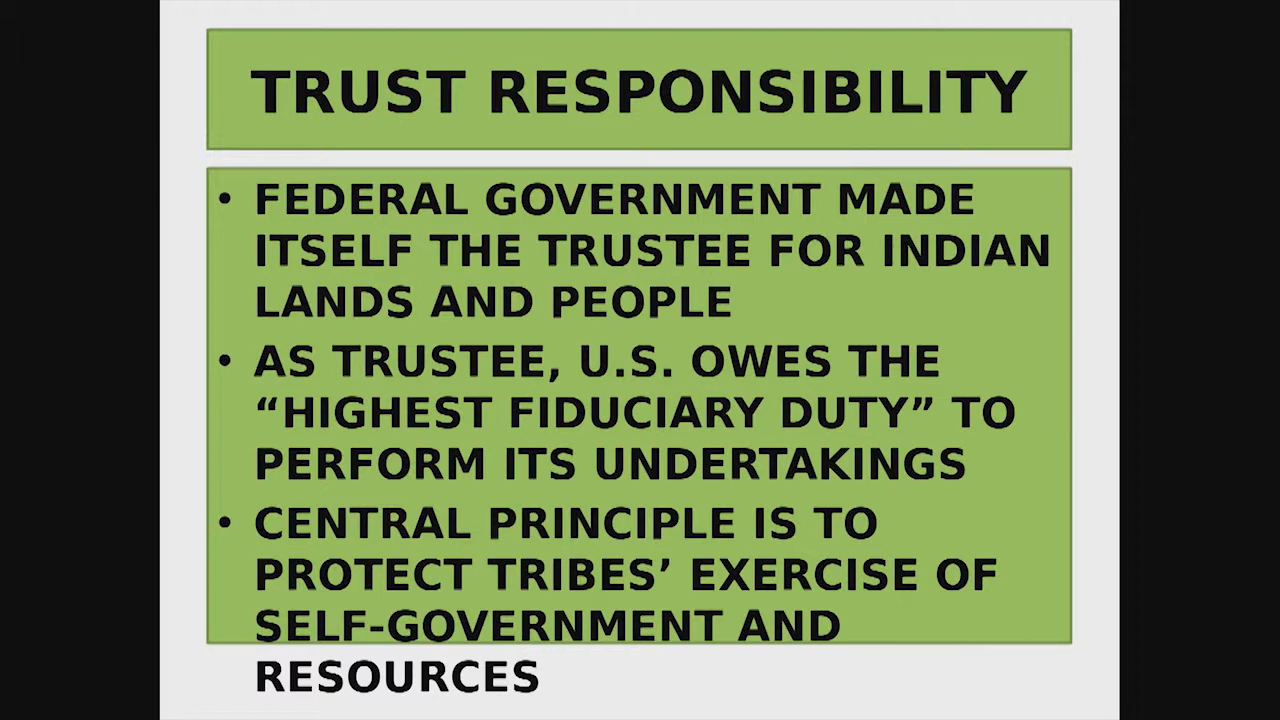 TRUST RESPONSIBILITY
• FEDERAL GOVERNMENT MADE
ITSELF THE TRUSTEE FOR INDIAN
LANDS AND PEOPLE
• AS TRUSTEE, U.S. OWES THE
“HIGHEST FIDUCIARY DUTY” TO
PERFORM ITS UNDERTAKINGS
• CENTRAL PRINCIPLE IS TO
PROTECT TRIBES’ EXERCISE OF
SELF-GOVERNMENT AND
RESOURCES